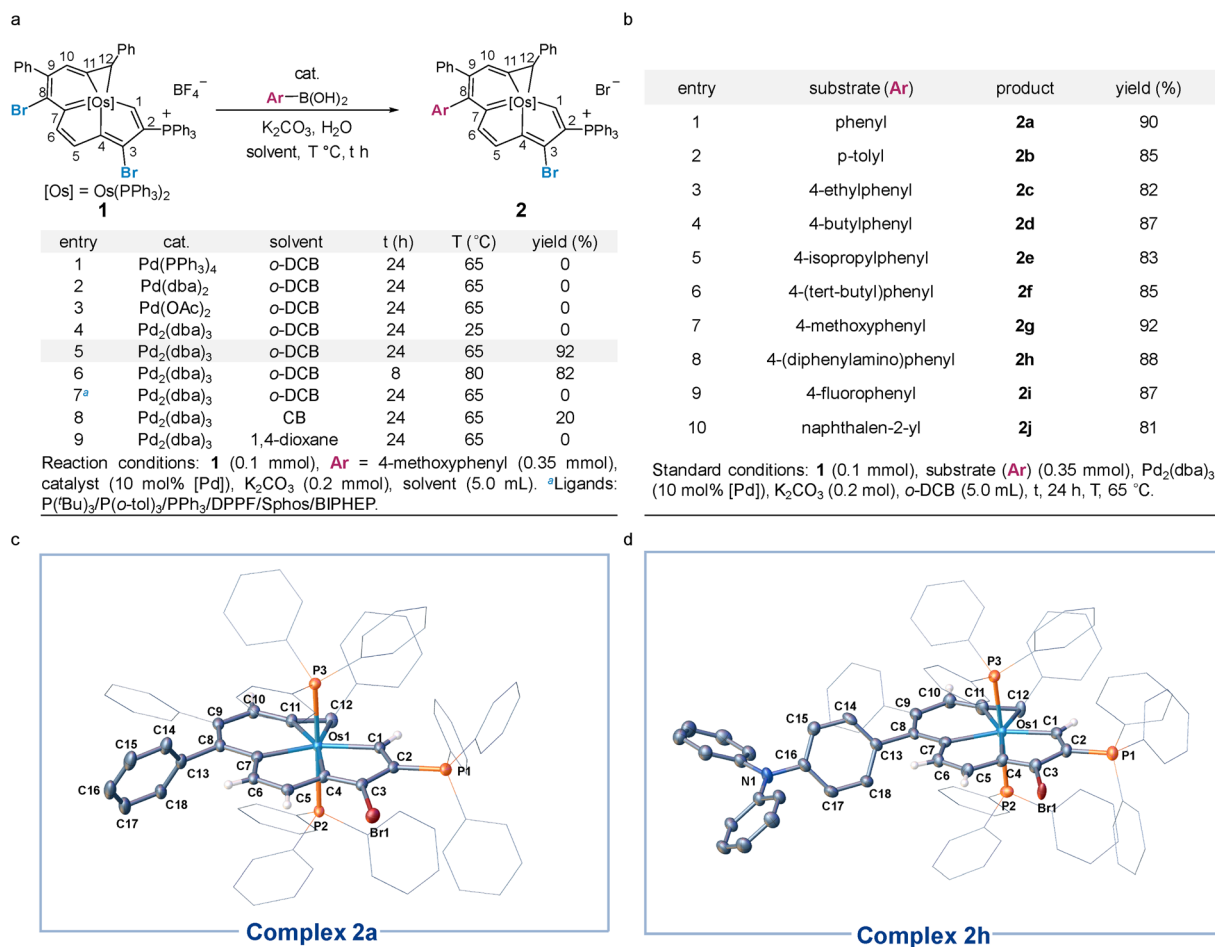 a
Ph
Ph
10
11
12
9
8
Br
7
6
5
4
3
2
1
[Os]
+
PPh3
Br
BF4−
[Os] = Os(PPh3)2
1
cat.
Ar–B(OH)2
K2CO3, H2O
solvent, T °C, t h
Ph
Ph
10
11
12
9
8
Ar
7
6
5
4
3
2
1
[Os]
+
PPh3
Br
Br−
2
entry cat. solvent t (h) T (°C) yield (%)
1 Pd(PPh3)4 o-DCB 24 65 0
2 Pd(dba)2 o-DCB 24 65 0
3 Pd(OAc)2 o-DCB 24 65 0
4 Pd2(dba)3 o-DCB 24 25 0
5 Pd2(dba)3 o-DCB 24 65 92
6 Pd2(dba)3 o-DCB 8 80 82
7a Pd2(dba)3 o-DCB 24 65 0
8 Pd2(dba)3 CB 24 65 20
9 Pd2(dba)3 1,4-dioxane 24 65 0
Reaction conditions: 1 (0.1 mmol), Ar = 4-methoxyphenyl (0.35 mmol),
catalyst (10 mol% [Pd]), K2CO3 (0.2 mmol), solvent (5.0 mL). aLigands:
P(tBu)3/P(o-tol)3/PPh3/DPPF/Sphos/BIPHEP.
b
entry substrate (Ar) product yield (%)
1 phenyl 2a 90
2 p-tolyl 2b 85
3 4-ethylphenyl 2c 82
4 4-butylphenyl 2d 87
5 4-isopropylphenyl 2e 83
6 4-(tert-butyl)phenyl 2f 85
7 4-methoxyphenyl 2g 92
8 4-(diphenylamino)phenyl 2h 88
9 4-fluorophenyl 2i 87
10 naphthalen-2-yl 2j 81
Standard conditions: 1 (0.1 mmol), substrate (Ar) (0.35 mmol), Pd2(dba)3
(10 mol% [Pd]), K2CO3 (0.2 mol), o-DCB (5.0 mL), t, 24 h, T, 65 °C.
c
P3
C10
C11
C12
C9
C14
C8
Os1
C1
C15
C7
C2
C13
P1
C16
C6
C4
C3
C18
C5
C17
P2
Br1
Complex 2a
d
P3
C10
C11
C12
C14
C9
C15
C8
Os1
C1
C7
C2
C16
C13
C6
C5
C4
C3
P1
N1
C17
C18
P2
Br1
Complex 2h